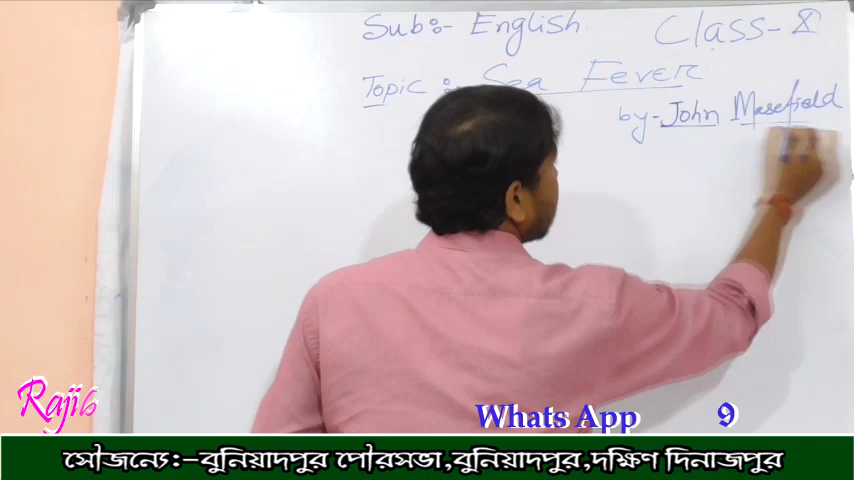 Sub:- English.
Class-X
Topic :- Sea Fever
by-John Masefield
Rajib
Whats App 9
সৌজন্যেঃ-বুনিয়াদপুর পৌরসভা,বুনিয়াদপুর,দক্ষিণ দিনাজপুর